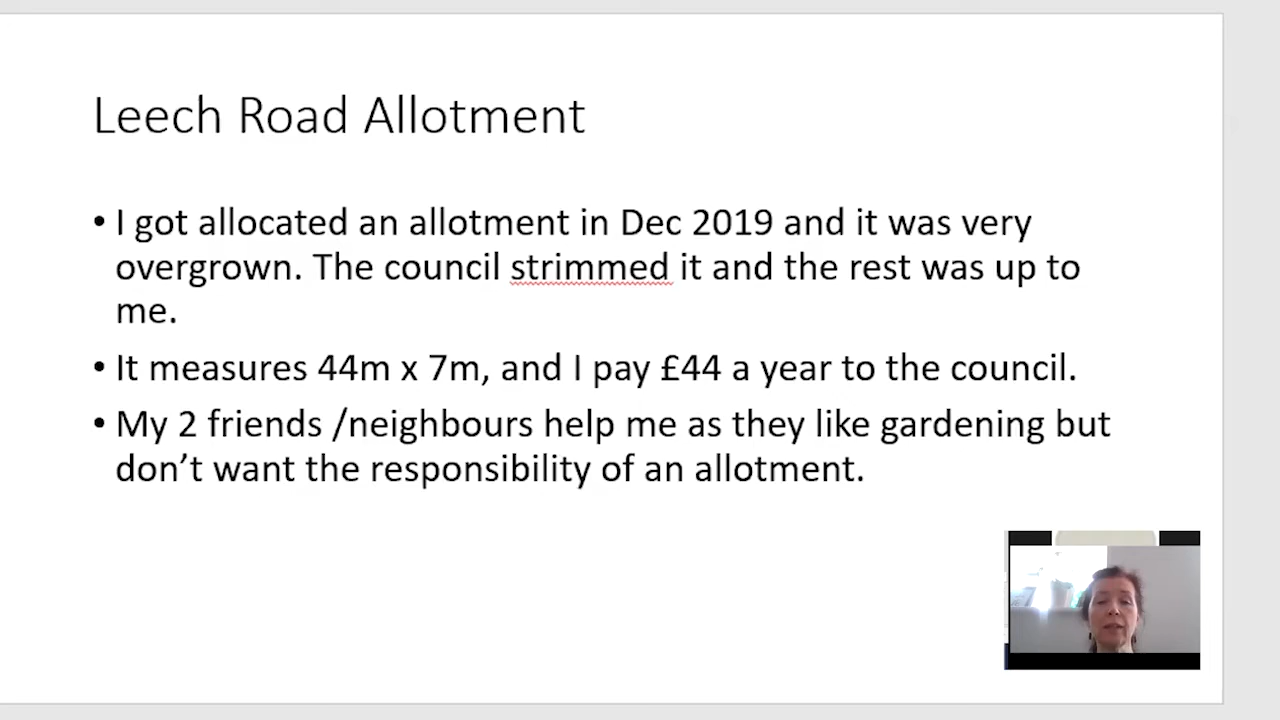 Leech Road Allotment
• I got allocated an allotment in Dec 2019 and it was very
overgrown. The council strimmed it and the rest was up to
me.
• It measures 44m x 7m, and I pay £44 a year to the council.
• My 2 friends /neighbours help me as they like gardening but
don’t want the responsibility of an allotment.